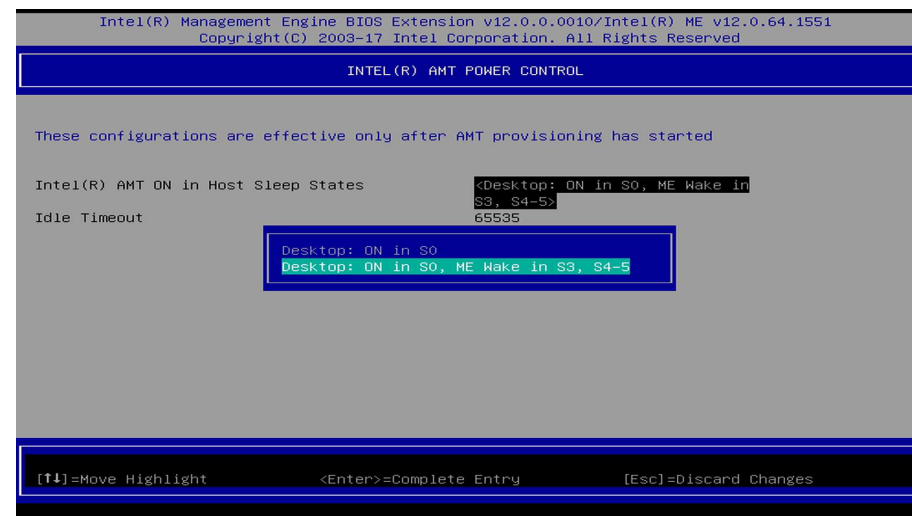 Intel(R) Management Engine BIOS Extension v12.0.0.0010/Intel(R) ME v12.0.64.1551
Copyright(C) 2003-17 Intel Corporation. All Rights Reserved
INTEL(R) AMT POWER CONTROL
These configurations are effective only after AMT provisioning has started
Intel(R) AMT ON in Host Sleep States <Desktop: ON in S0, ME Wake in
S3, S4-5>
Idle Timeout 65535
Desktop: ON in S0
Desktop: ON in S0, ME Wake in S3, S4-5
[↑↓]=Move Highlight <Enter>=Complete Entry [Esc]=Discard Changes